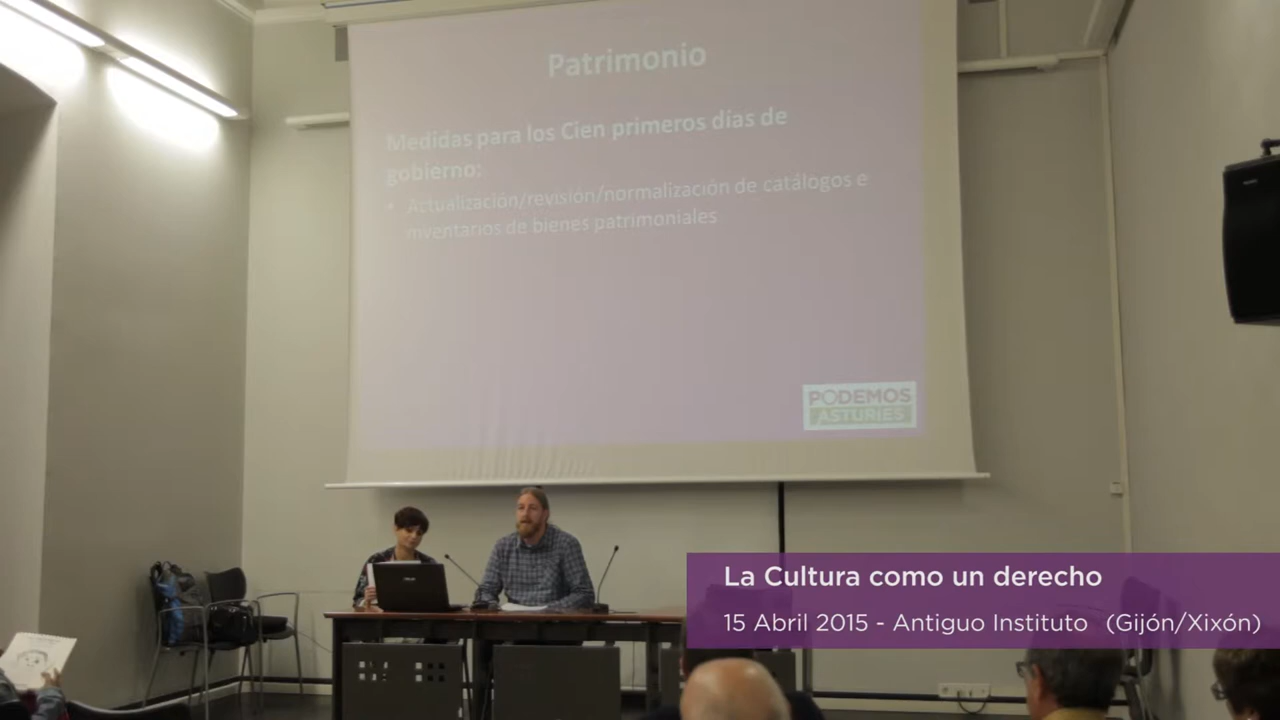 Patrimonio
Medidas para los Cien primeros días de
gobierno:
• Actualización/revisión/normalización de catálogos e
inventarios de bienes patrimoniales
PODEMOS
ASTURIES
La Cultura como un derecho
15 Abril 2015 - Antiguo Instituto (Gijón/Xixón)